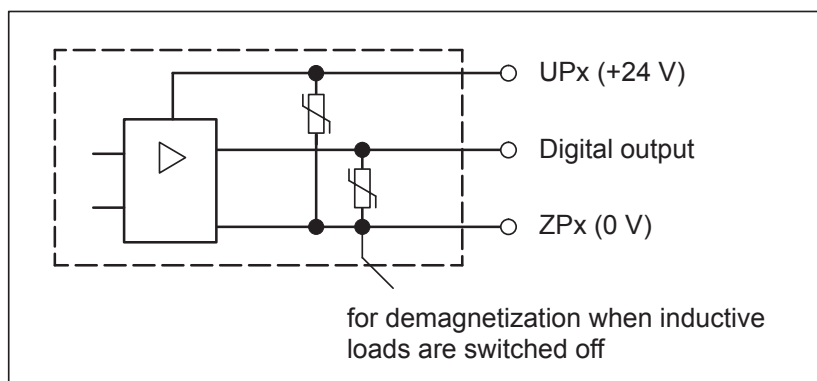 UPx (+24 V)
Digital output
ZPx (0 V)
for demagnetization when inductive
loads are switched off